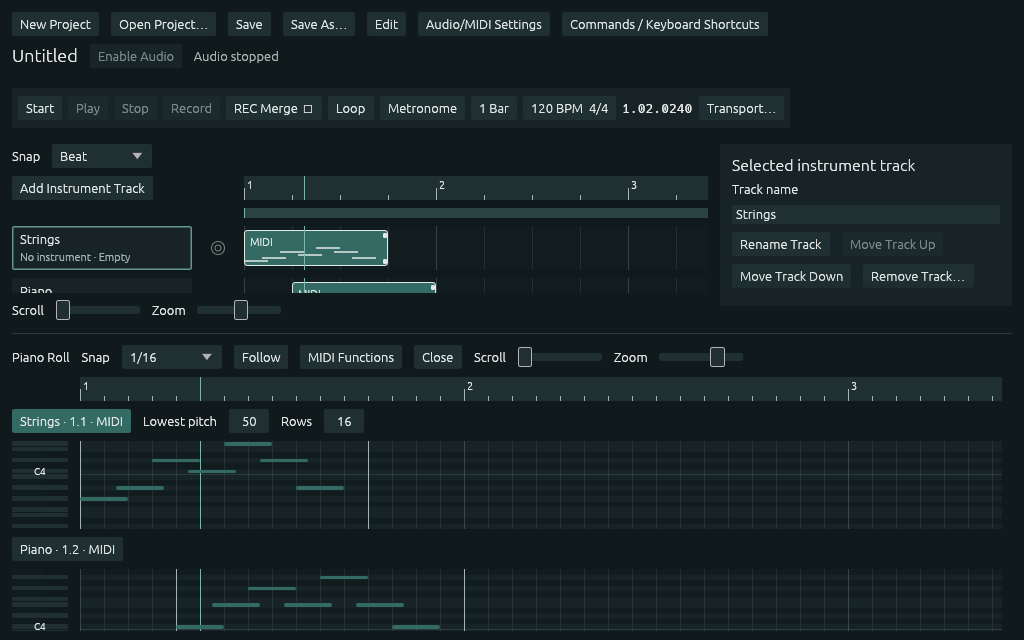 New Project Open Project... Save Save As... Edit Audio/MIDI Settings Commands / Keyboard Shortcuts
Untitled Enable Audio Audio stopped
Start Play Stop Record REC Merge Loop Metronome 1 Bar 120 BPM 4/4 1.02.0240 Transport...
Snap Beat
Add Instrument Track
1 2 3
Strings
No instrument · Empty
MIDI
Piano
MIDI
Scroll Zoom
Selected instrument track
Track name
Strings
Rename Track Move Track Up
Move Track Down Remove Track...
Piano Roll Snap 1/16 Follow MIDI Functions Close Scroll Zoom
1 2 3
Strings · 1.1 · MIDI Lowest pitch 50 Rows 16
C4
Piano · 1.2 · MIDI
C4